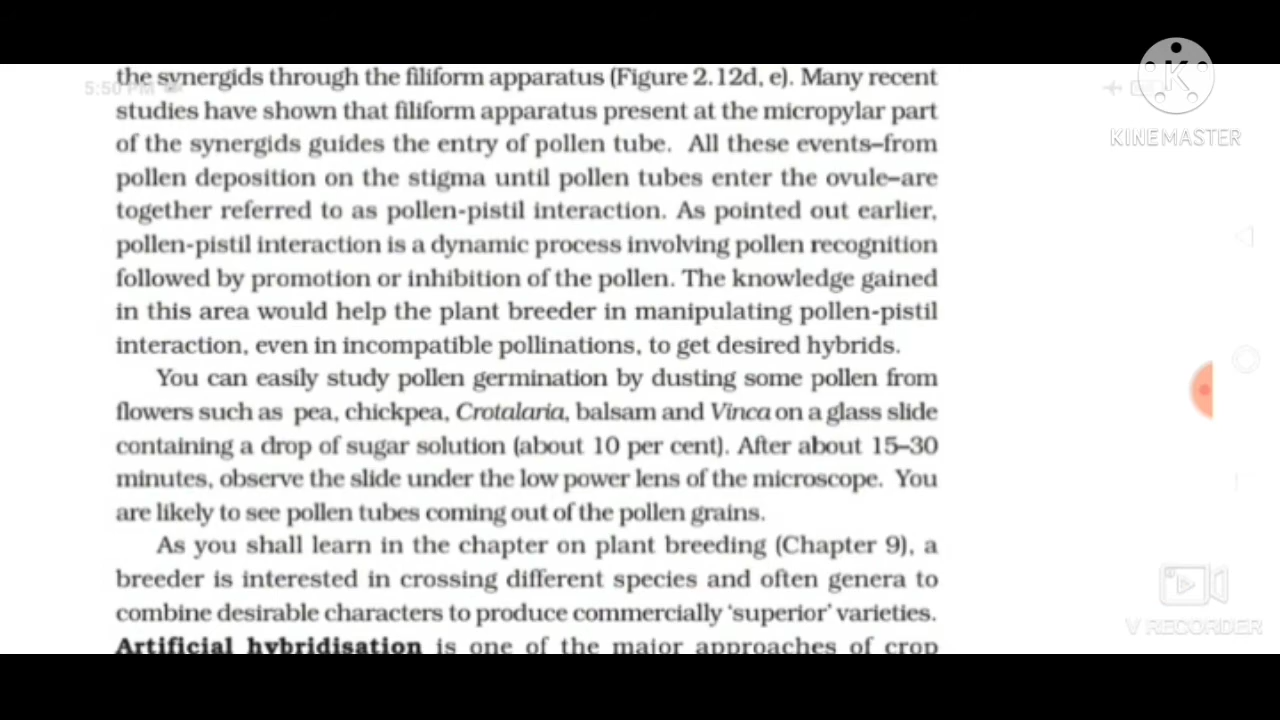 the synergids through the filiform apparatus (Figure 2.12d, e). Many recent
5:50 PM
studies have shown that filiform apparatus present at the micropylar part
of the synergids guides the entry of pollen tube. All these events–from
pollen deposition on the stigma until pollen tubes enter the ovule–are
together referred to as pollen-pistil interaction. As pointed out earlier,
pollen-pistil interaction is a dynamic process involving pollen recognition
followed by promotion or inhibition of the pollen. The knowledge gained
in this area would help the plant breeder in manipulating pollen-pistil
interaction, even in incompatible pollinations, to get desired hybrids.
You can easily study pollen germination by dusting some pollen from
flowers such as pea, chickpea, Crotalaria, balsam and Vinca on a glass slide
containing a drop of sugar solution (about 10 per cent). After about 15–30
minutes, observe the slide under the low power lens of the microscope. You
are likely to see pollen tubes coming out of the pollen grains.
As you shall learn in the chapter on plant breeding (Chapter 9), a
breeder is interested in crossing different species and often genera to
combine desirable characters to produce commercially ‘superior’ varieties.
Artificial hybridisation is one of the major approaches of crop
K
KINEMASTER
V RECORDER